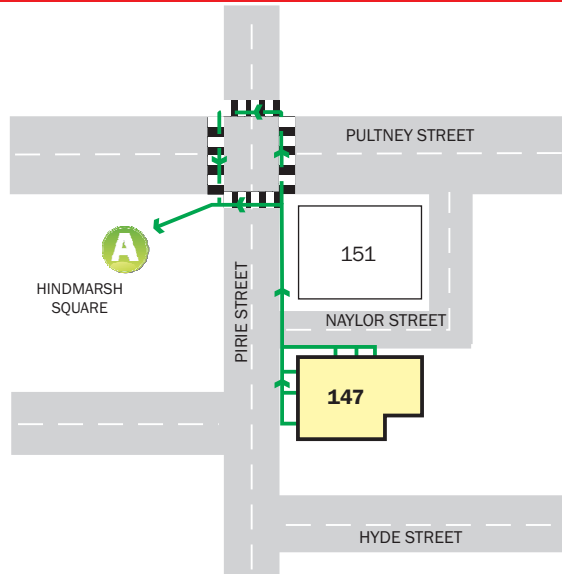 PULTNEY STREET
151
A
HINDMARSH
SQUARE
PIRIE STREET
NAYLOR STREET
147
HYDE STREET